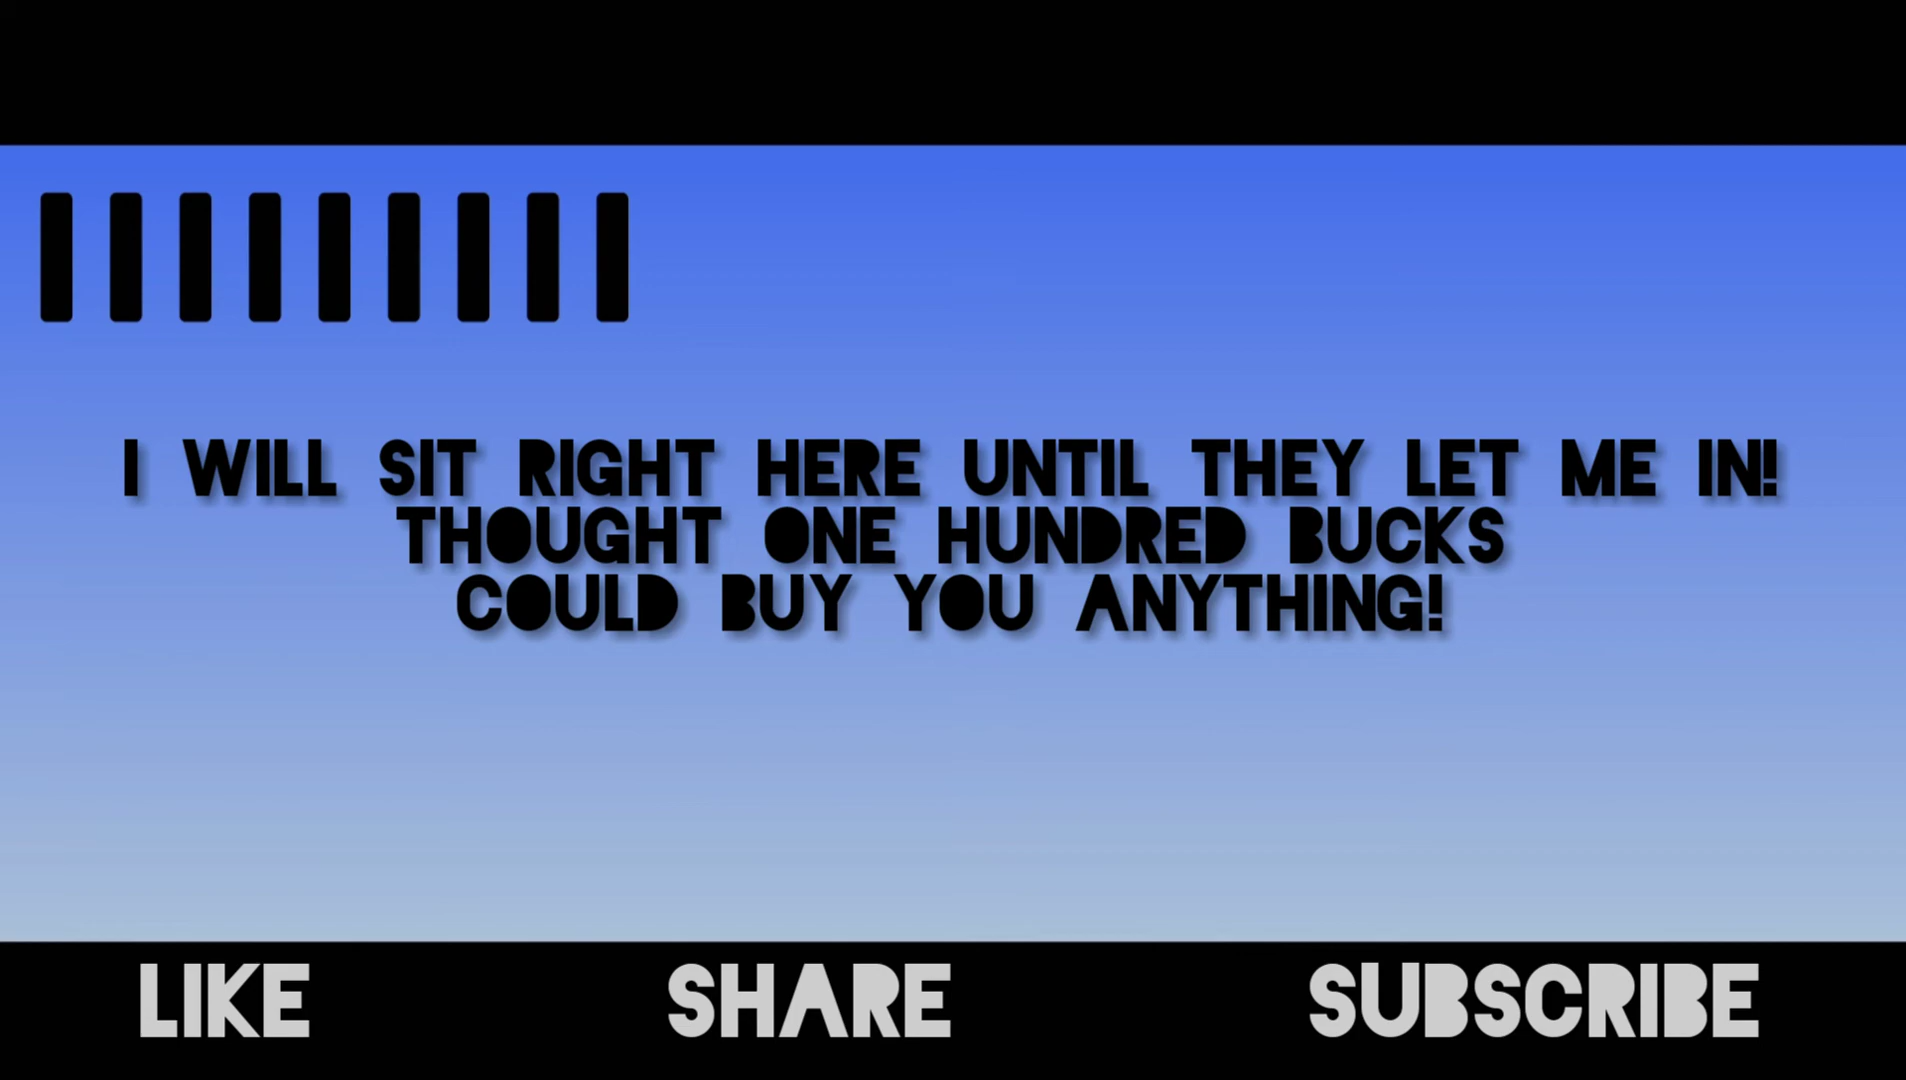 I WILL SIT RIGHT HERE UNTIL THEY LET ME IN!
THOUGHT ONE HUNDRED BUCKS
COULD BUY YOU ANYTHING!
LIKE SHARE SUBSCRIBE